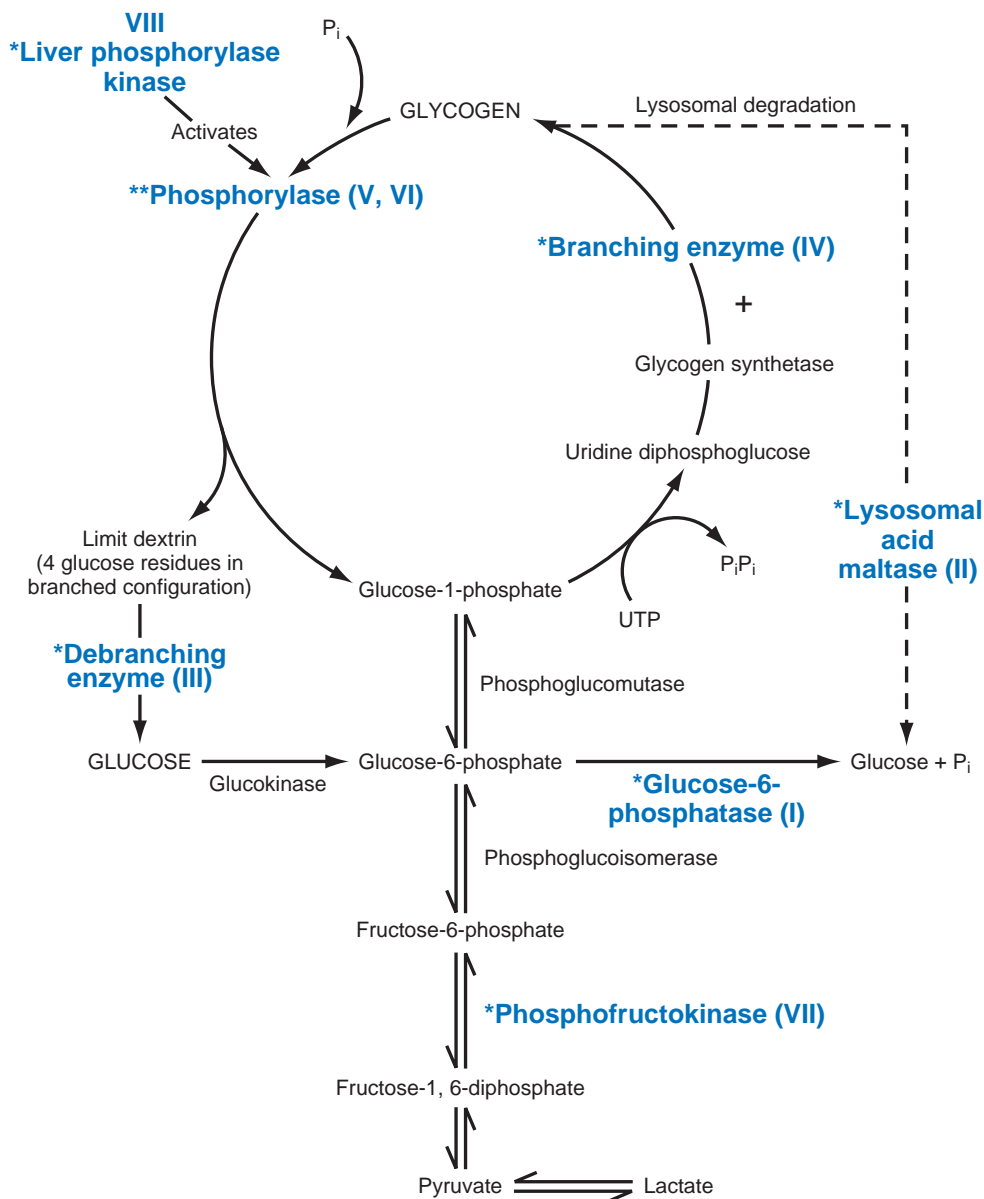 VIII
*Liver phosphorylase
kinase
Activates
Pi
GLYCOGEN
Lysosomal degradation
**Phosphorylase (V, VI)
*Branching enzyme (IV)
+
Glycogen synthetase
Uridine diphosphoglucose
*Lysosomal
acid
maltase (II)
PiPi
UTP
Limit dextrin
(4 glucose residues in
branched configuration)
Glucose-1-phosphate
*Debranching
enzyme (III)
Phosphoglucomutase
GLUCOSE
Glucokinase
Glucose-6-phosphate
*Glucose-6-
phosphatase (I)
Glucose + Pi
Phosphoglucoisomerase
Fructose-6-phosphate
*Phosphofructokinase (VII)
Fructose-1, 6-diphosphate
Pyruvate
Lactate